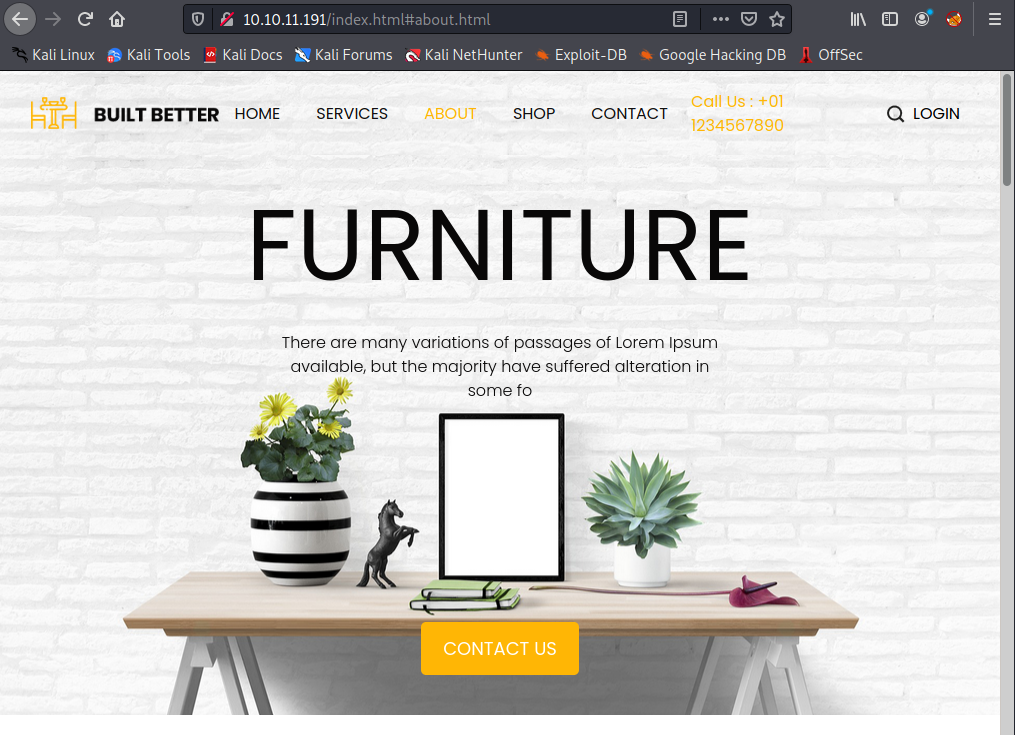 10.10.11.191/index.html#about.html
Kali Linux Kali Tools Kali Docs Kali Forums Kali NetHunter Exploit-DB Google Hacking DB OffSec
BUILT BETTER HOME SERVICES ABOUT SHOP CONTACT Call Us : +01
1234567890
LOGIN
FURNITURE
There are many variations of passages of Lorem Ipsum
available, but the majority have suffered alteration in
some fo
CONTACT US